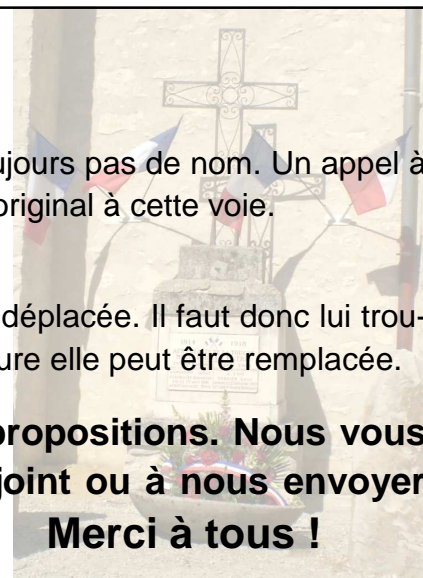 ujours pas de nom. Un appel à
original à cette voie.
déplacée. Il faut donc lui trou-
ure elle peut être remplacée.
propositions. Nous vous
joint ou à nous envoyer
Merci à tous !